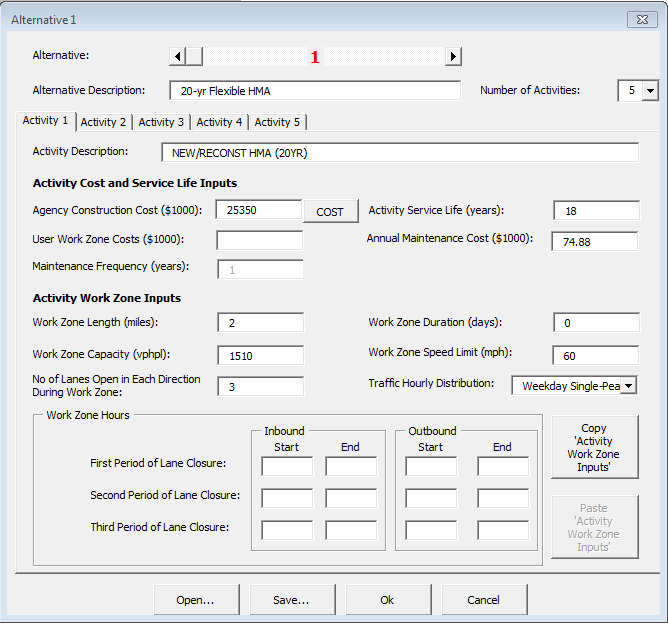 Alternative 1
Alternative: 1
Alternative Description: 20-yr Flexible HMA Number of Activities: 5
Activity 1 Activity 2 Activity 3 Activity 4 Activity 5
Activity Description: NEW/RECONST HMA (20YR)
Activity Cost and Service Life Inputs
Agency Construction Cost ($1000): 25350 COST Activity Service Life (years): 18
User Work Zone Costs ($1000): Annual Maintenance Cost ($1000): 74.88
Maintenance Frequency (years): 1
Activity Work Zone Inputs
Work Zone Length (miles): 2 Work Zone Duration (days): 0
Work Zone Capacity (vphpl): 1510 Work Zone Speed Limit (mph): 60
No of Lanes Open in Each Direction
During Work Zone: 3 Traffic Hourly Distribution: Weekday Single-Pea
Work Zone Hours
Inbound Outbound
Start End Start End
First Period of Lane Closure:
Second Period of Lane Closure:
Third Period of Lane Closure:
Copy
'Activity
Work Zone
Inputs'
Paste
'Activity
Work Zone
Inputs'
Open... Save... Ok Cancel